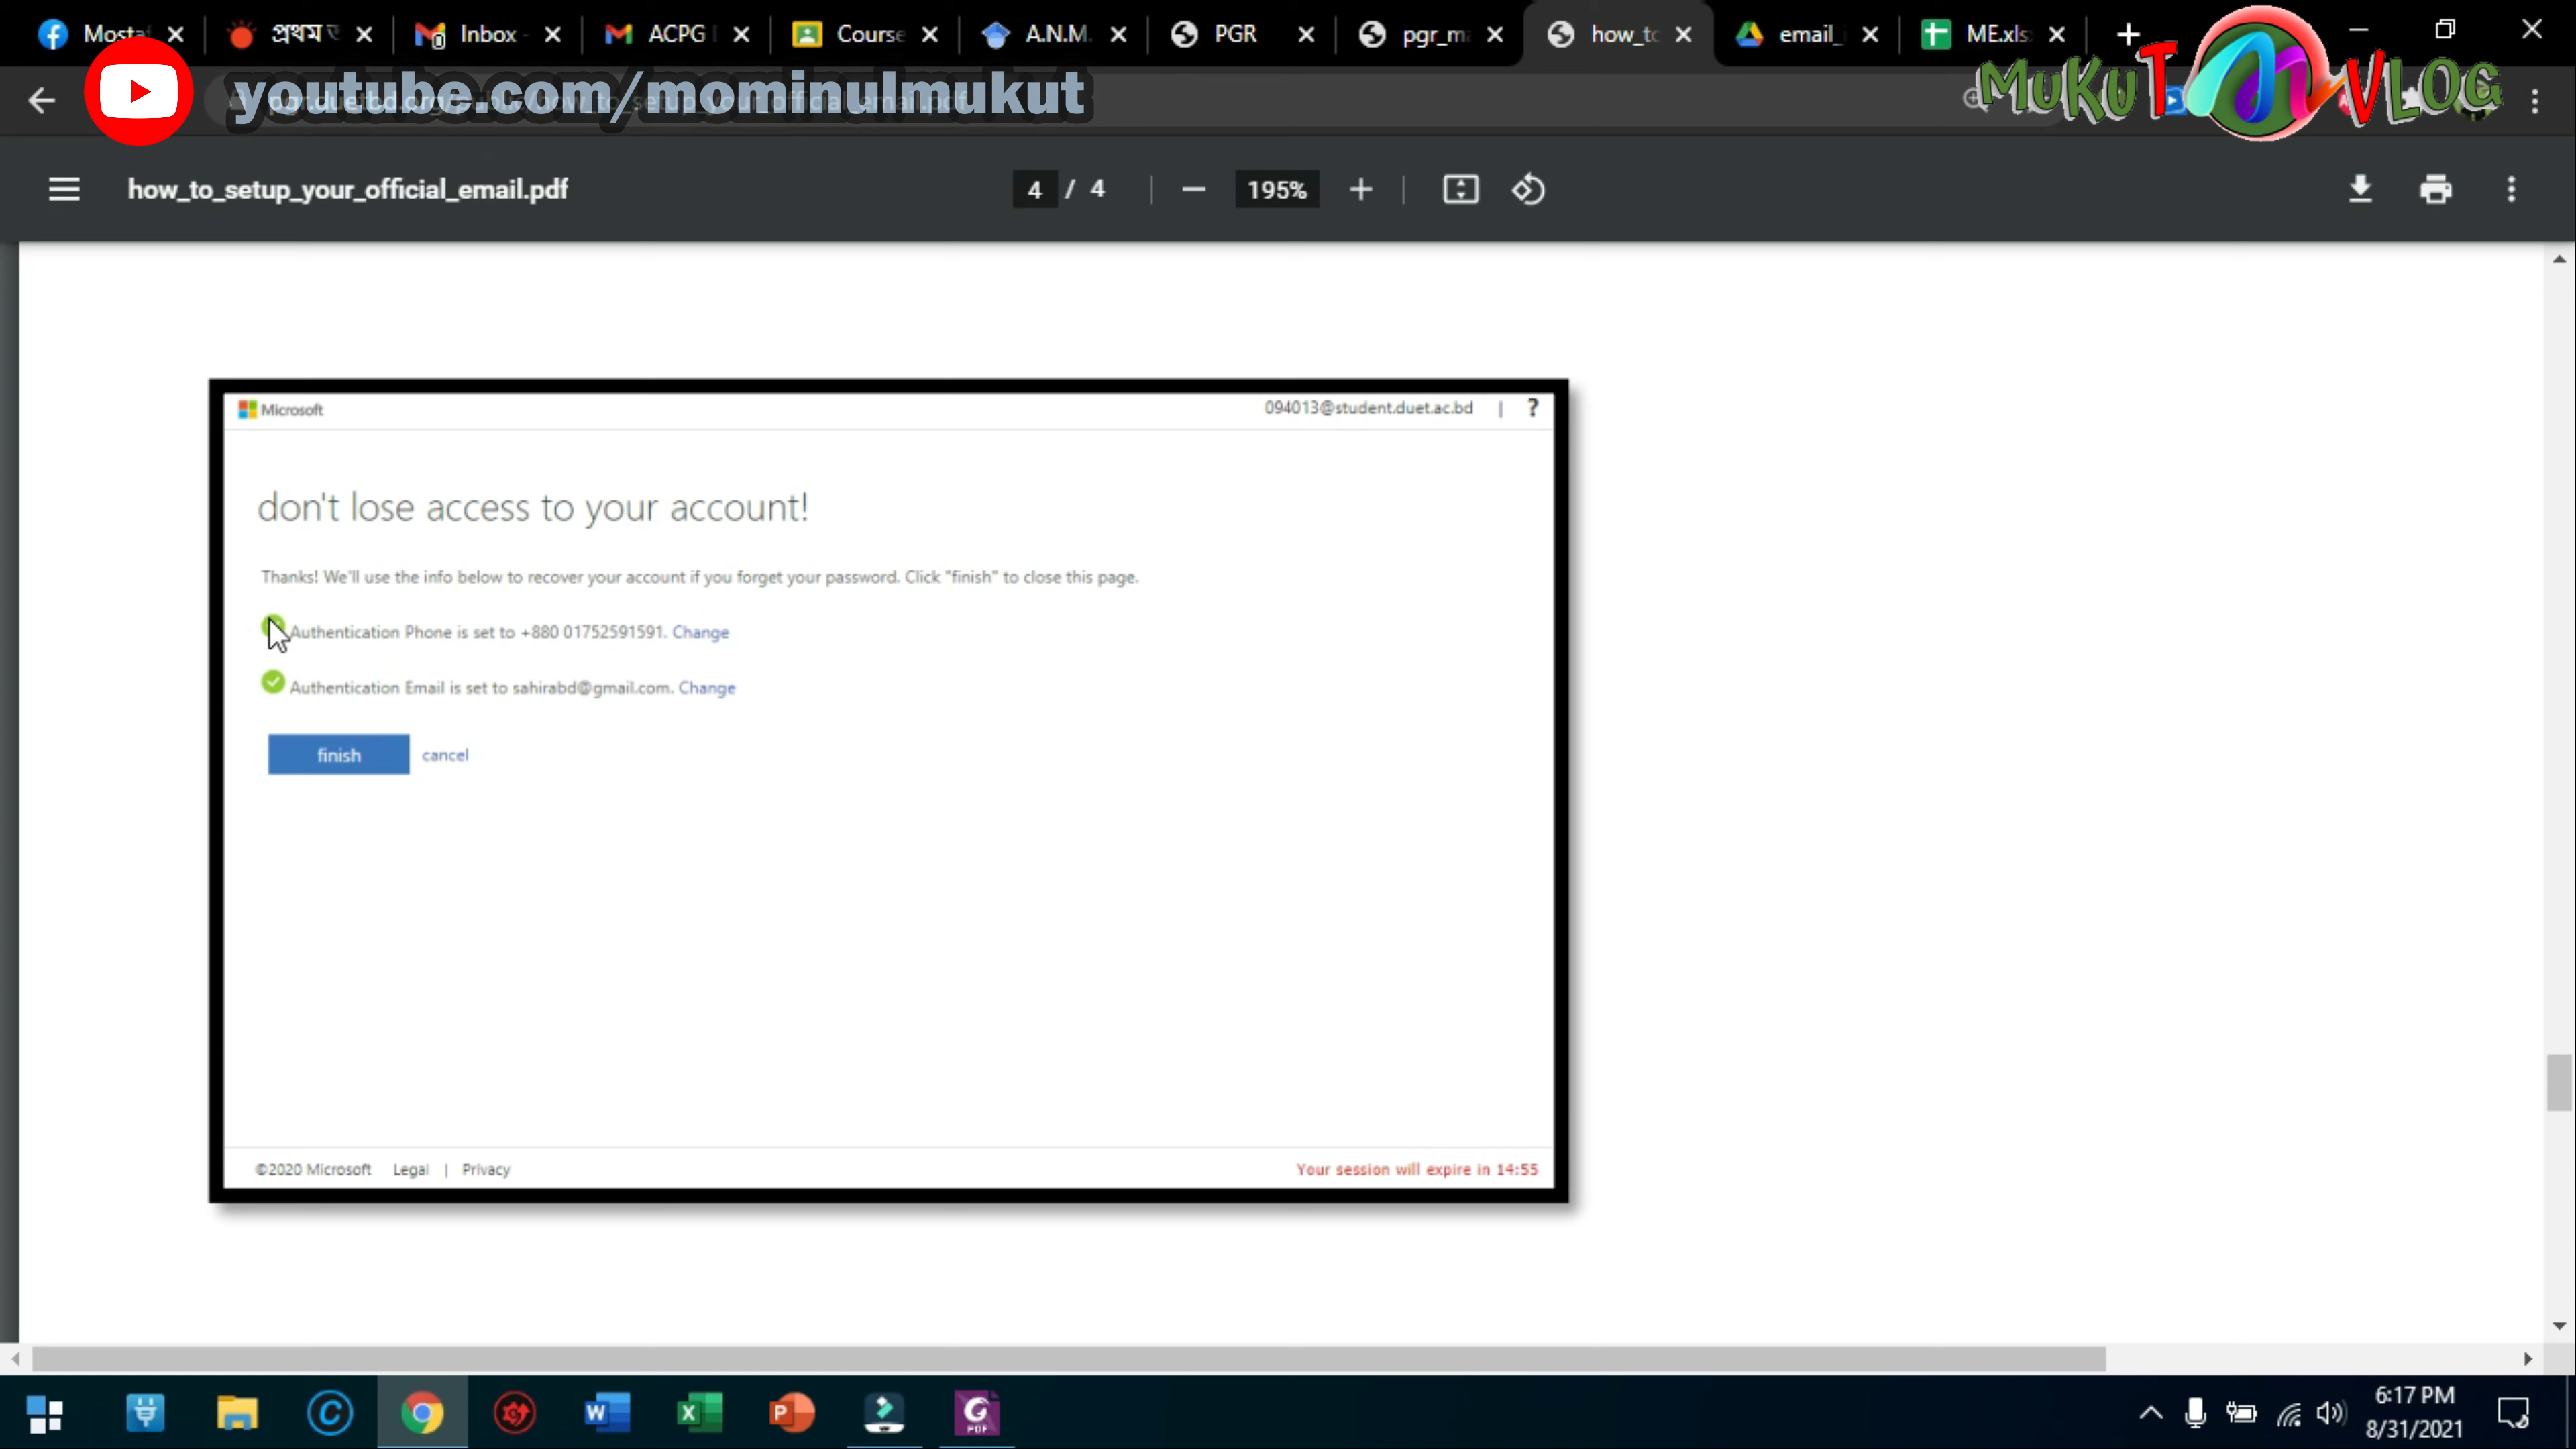 Mosta
প্রথম
Inbox -
ACPG
Course
A.N.M.
PGR
pgr_m
how_to
email_
ME.xls
youtube.com/mominulmukut
MUKUT VLOG
how_to_setup_your_official_email.pdf
4 / 4
195%
Microsoft
094013@student.duet.ac.bd | ?
don't lose access to your account!
Thanks! We'll use the info below to recover your account if you forget your password. Click "finish" to close this page.
Authentication Phone is set to +880 01752591591. Change
Authentication Email is set to sahirabd@gmail.com. Change
finish cancel
©2020 Microsoft Legal | Privacy
Your session will expire in 14:55
6:17 PM
8/31/2021